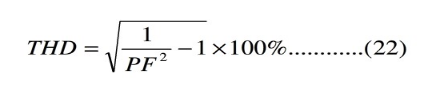 THD = √(1/PF² − 1) × 100%............(22)